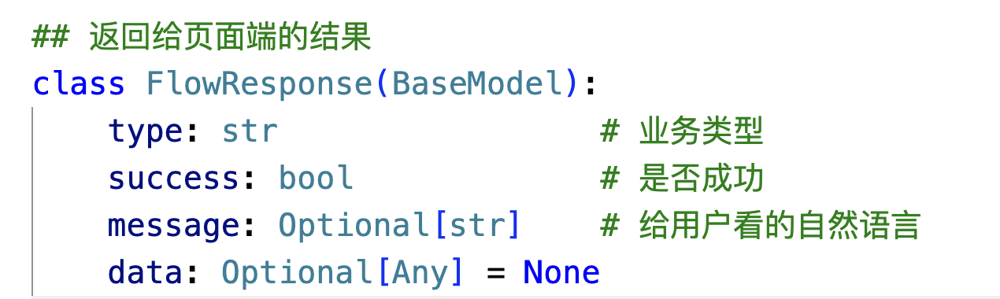 ## 返回给页面端的结果
class FlowResponse(BaseModel):
    type: str                 # 业务类型
    success: bool             # 是否成功
    message: Optional[str]    # 给用户看的自然语言
    data: Optional[Any] = None